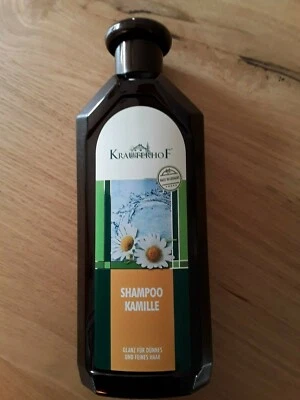 KRÄUTERHOF
SHAMPOO
KAMILLE
GLANZ FÜR DÜNNES
UND FEINES HAAR